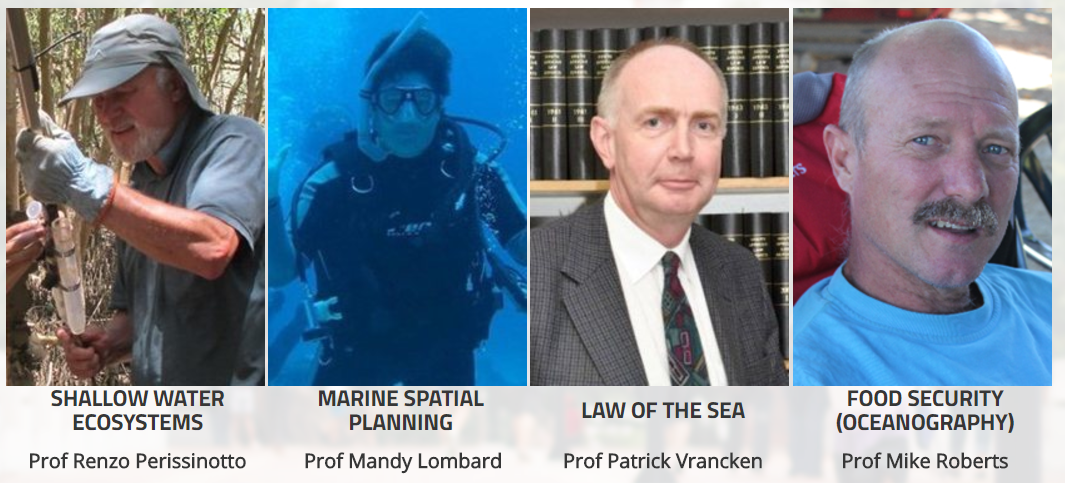 SHALLOW WATER
ECOSYSTEMS
Prof Renzo Perissinotto
MARINE SPATIAL
PLANNING
Prof Mandy Lombard
LAW OF THE SEA
Prof Patrick Vrancken
FOOD SECURITY
(OCEANOGRAPHY)
Prof Mike Roberts